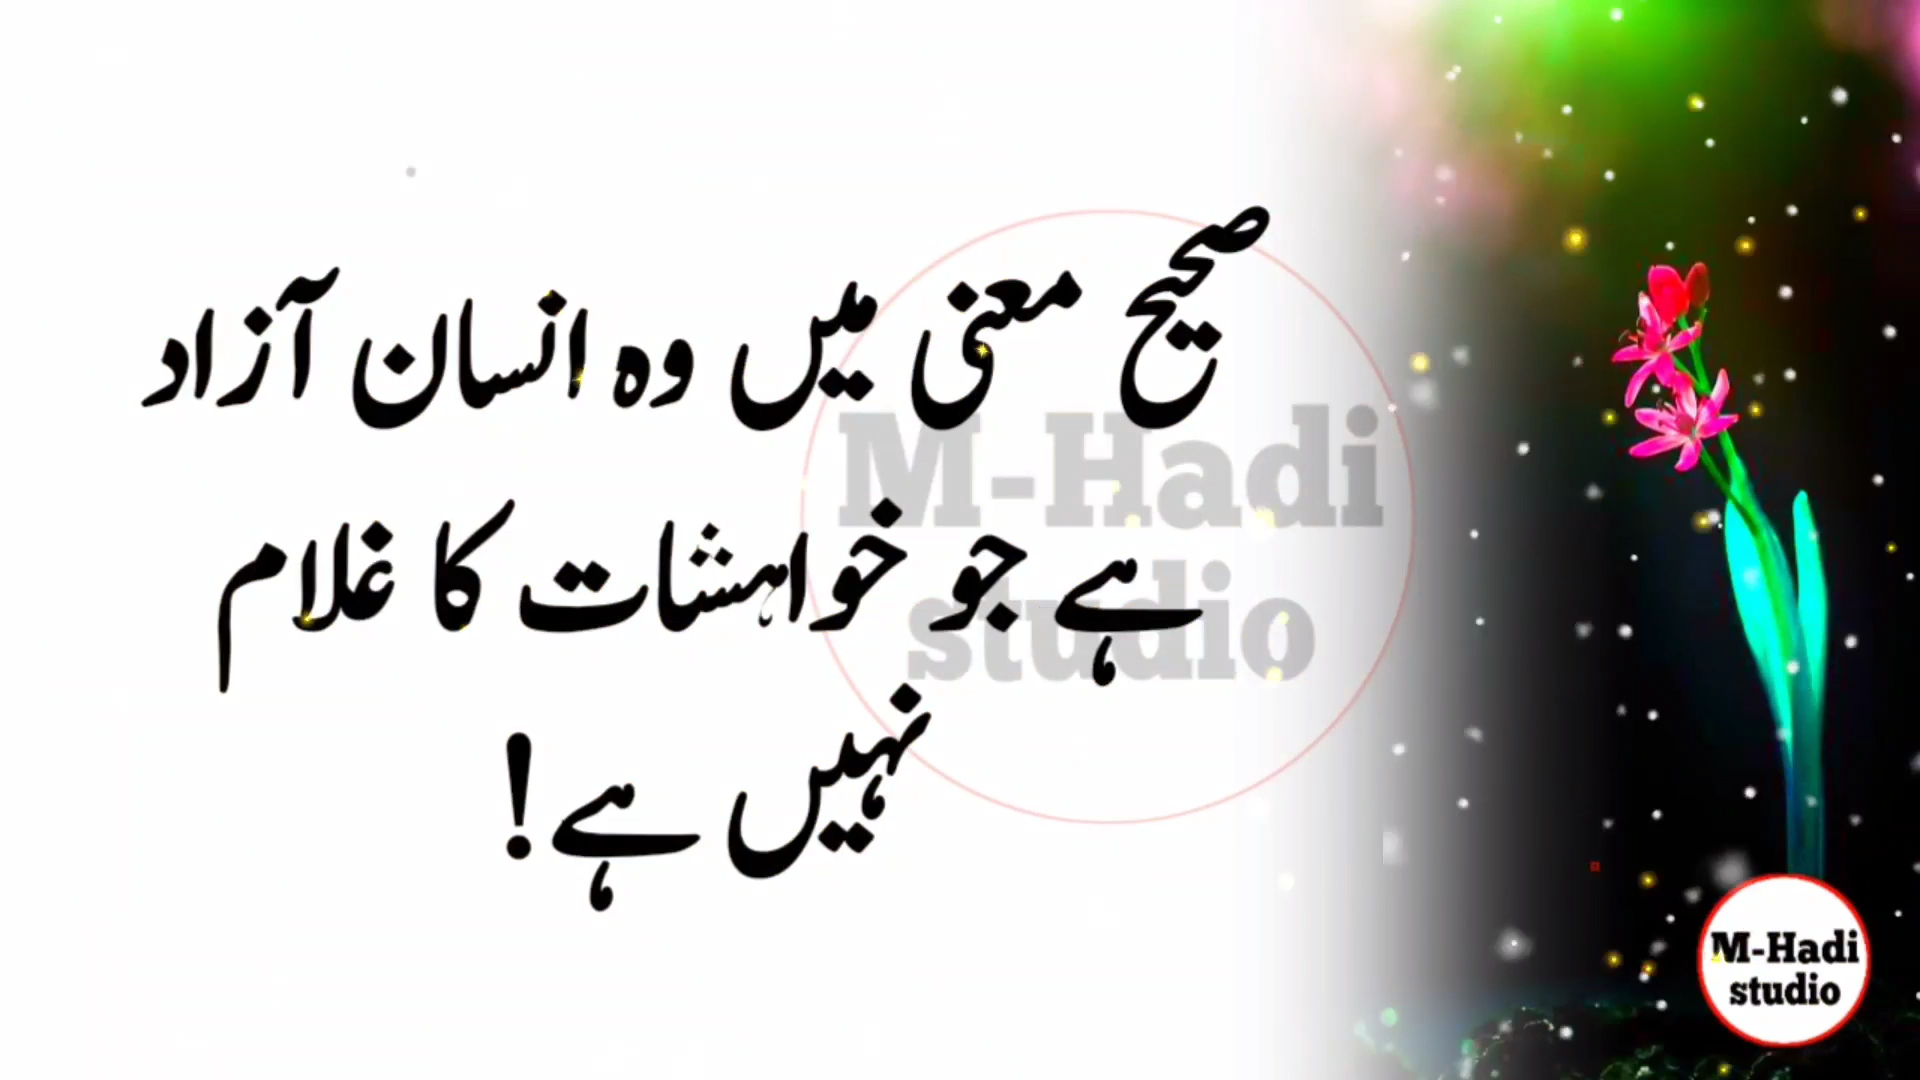 صحیح معنی میں وہ انسان آزاد
ہے جو خواہشات کا غلام
نہیں ہے!
M-Hadi
studio
M-Hadi
studio